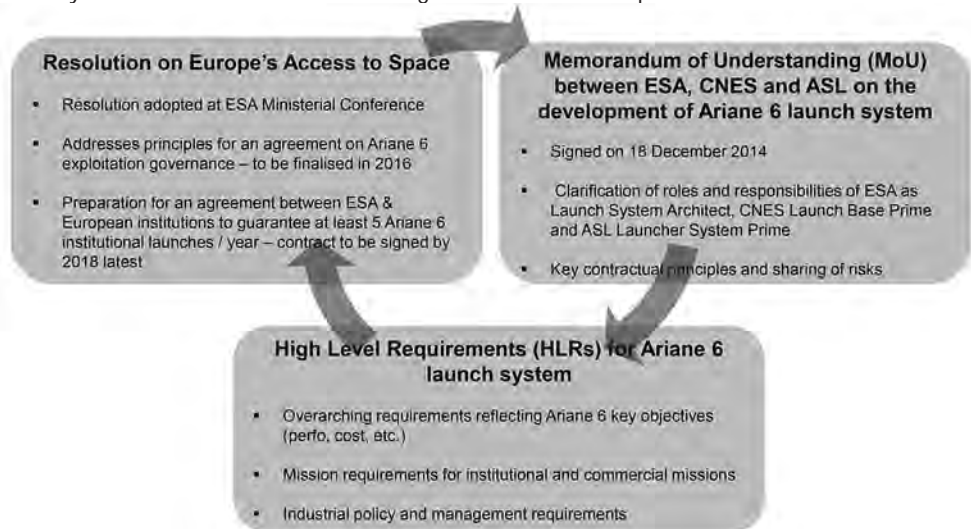 Resolution on Europe's Access to Space
▪ Resolution adopted at ESA Ministerial Conference
▪ Addresses principles for an agreement on Ariane 6
exploitation governance – to be finalised in 2016
▪ Preparation for an agreement between ESA &
European institutions to guarantee at least 5 Ariane 6
institutional launches / year – contract to be signed by
2018 latest
Memorandum of Understanding (MoU)
between ESA, CNES and ASL on the
development of Ariane 6 launch system
▪ Signed on 18 December 2014
▪ Clarification of roles and responsibilities of ESA as
Launch System Architect, CNES Launch Base Prime
and ASL Launcher System Prime
▪ Key contractual principles and sharing of risks
High Level Requirements (HLRs) for Ariane 6
launch system
▪ Overarching requirements reflecting Ariane 6 key objectives
(perfo, cost, etc.)
▪ Mission requirements for institutional and commercial missions
▪ Industrial policy and management requirements